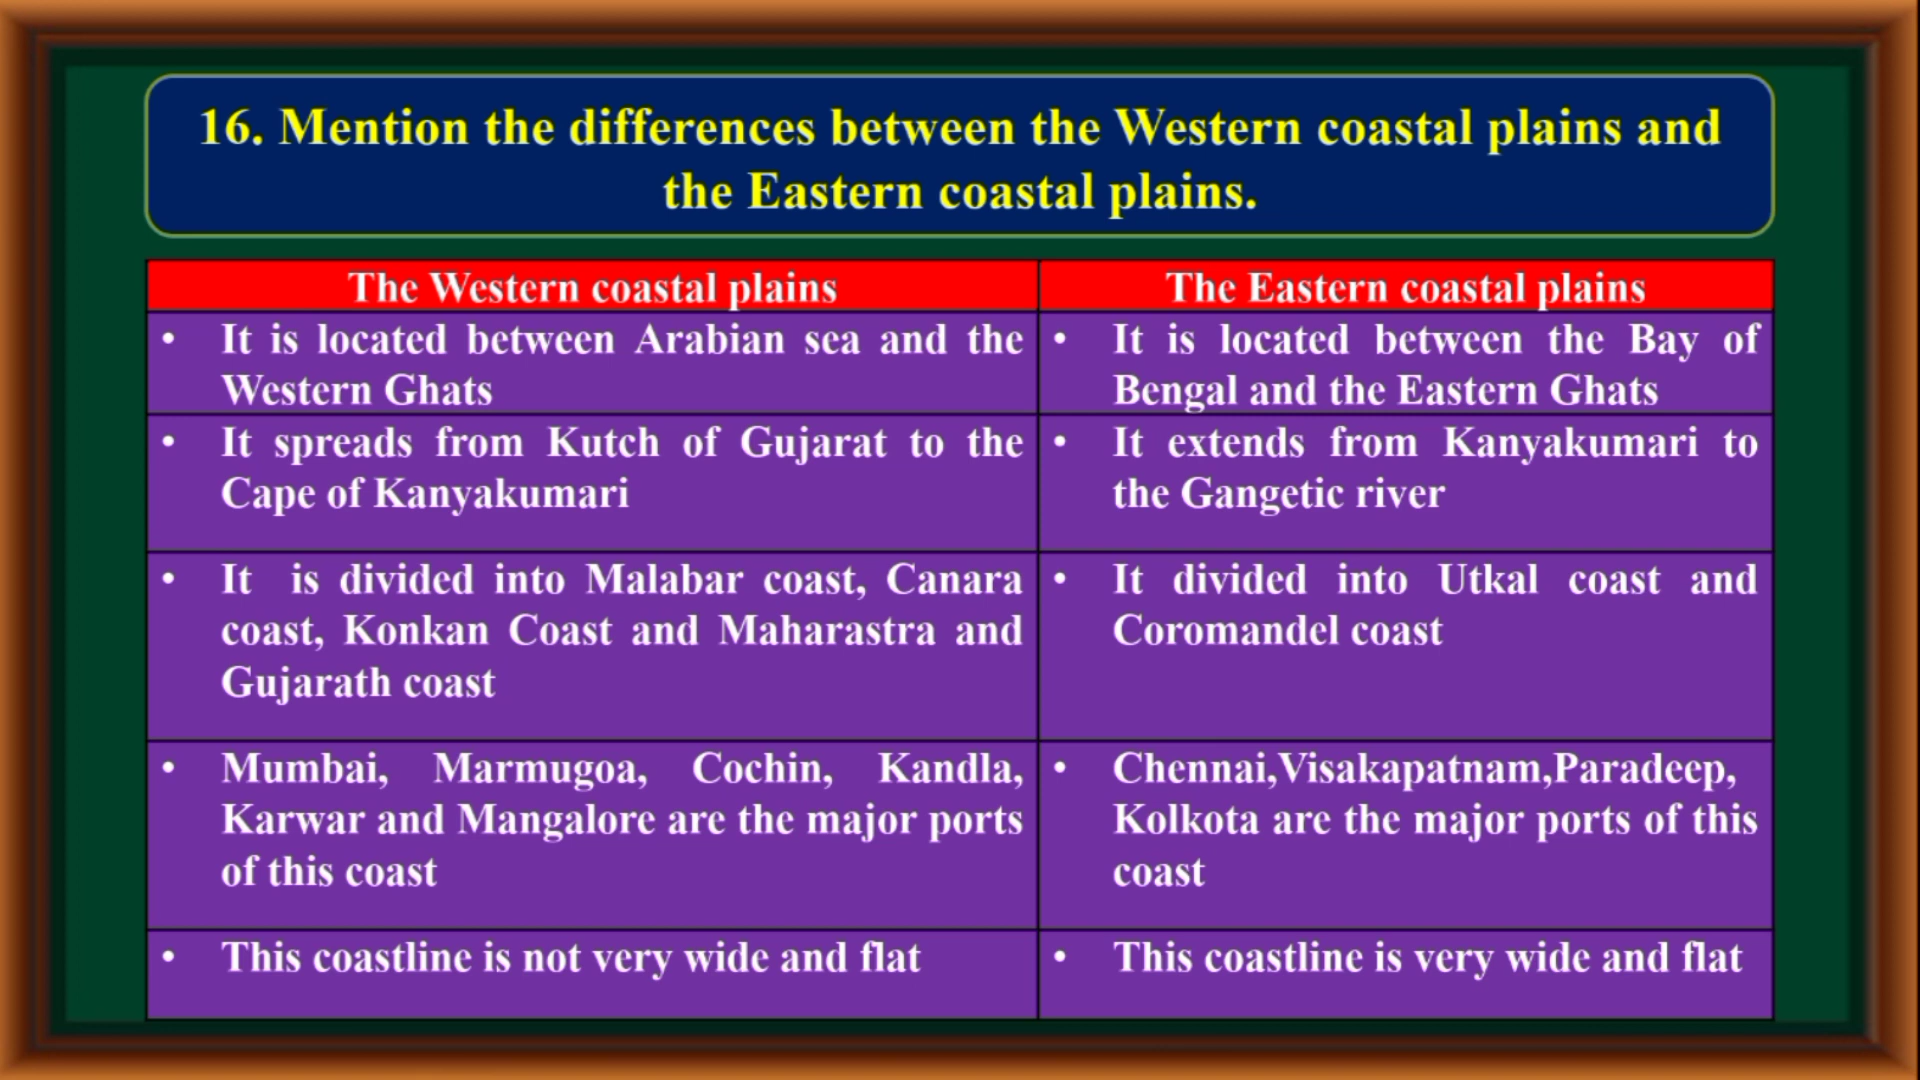 16. Mention the differences between the Western coastal plains and
the Eastern coastal plains.
The Western coastal plains
The Eastern coastal plains
• It is located between Arabian sea and the
Western Ghats
• It is located between the Bay of
Bengal and the Eastern Ghats
• It spreads from Kutch of Gujarat to the
Cape of Kanyakumari
• It extends from Kanyakumari to
the Gangetic river
• It is divided into Malabar coast, Canara
coast, Konkan Coast and Maharastra and
Gujarath coast
• It divided into Utkal coast and
Coromandel coast
• Mumbai, Marmugoa, Cochin, Kandla,
Karwar and Mangalore are the major ports
of this coast
• Chennai,Visakapatnam,Paradeep,
Kolkota are the major ports of this
coast
• This coastline is not very wide and flat
• This coastline is very wide and flat